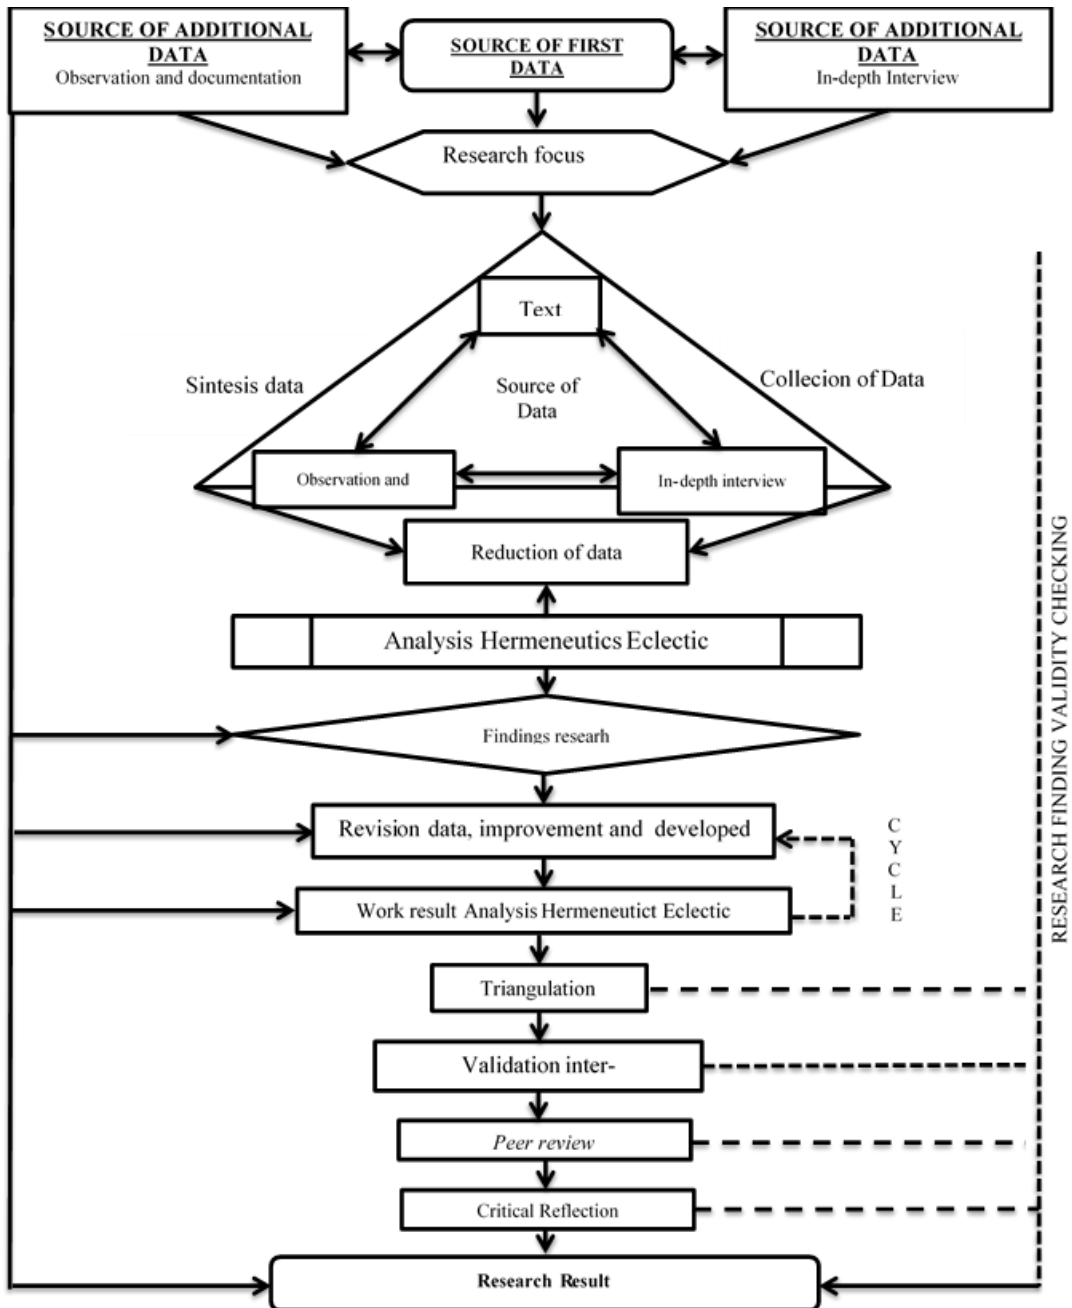 SOURCE OF ADDITIONAL
DATA
Observation and documentation
SOURCE OF FIRST
DATA
SOURCE OF ADDITIONAL
DATA
In-depth Interview
Research focus
Text
Sintesis data
Source of
Data
Collecion of Data
Observation and
In-depth interview
Reduction of data
Analysis Hermeneutics Eclectic
Findings researh
Revision data, improvement and developed
Work result Analysis Hermeneutict Eclectic
C
Y
C
L
E
Triangulation
Validation inter-
Peer review
Critical Reflection
Research Result
RESEARCH FINDING VALIDITY CHECKING